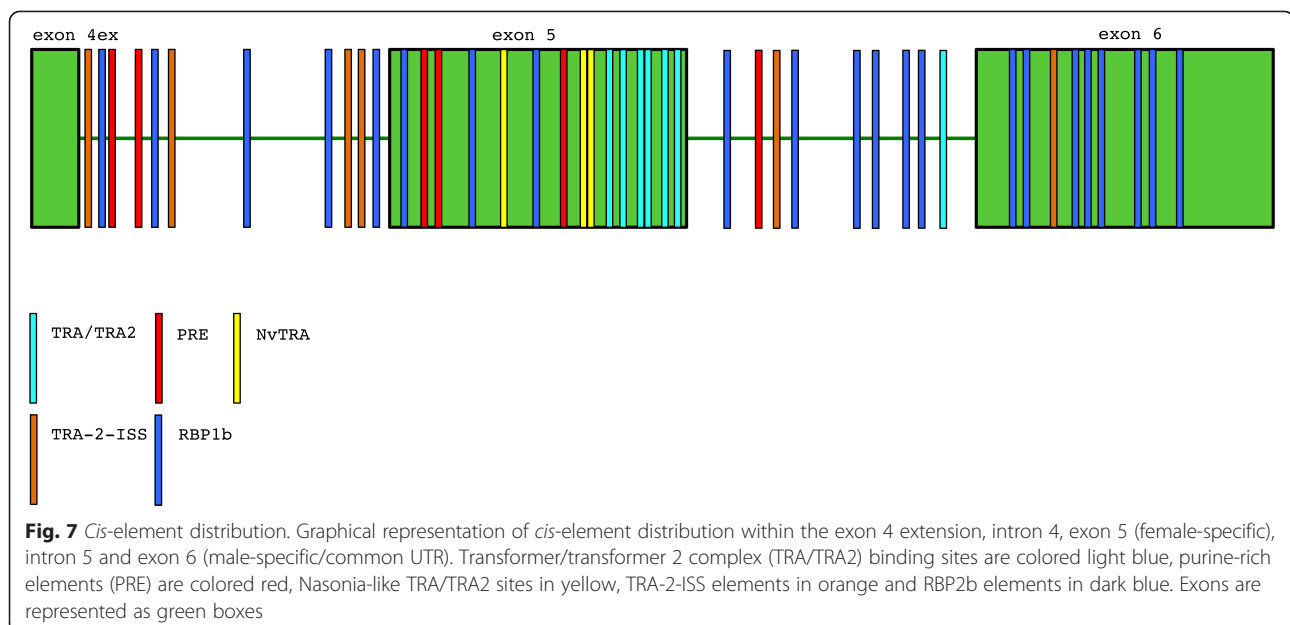 exon 4ex
exon 5
exon 6
TRA/TRA2
PRE
NvTRA
TRA-2-ISS
RBP1b
Fig. 7 Cis-element distribution. Graphical representation of cis-element distribution within the exon 4 extension, intron 4, exon 5 (female-specific),
intron 5 and exon 6 (male-specific/common UTR). Transformer/transformer 2 complex (TRA/TRA2) binding sites are colored light blue, purine-rich
elements (PRE) are colored red, Nasonia-like TRA/TRA2 sites in yellow, TRA-2-ISS elements in orange and RBP2b elements in dark blue. Exons are
represented as green boxes